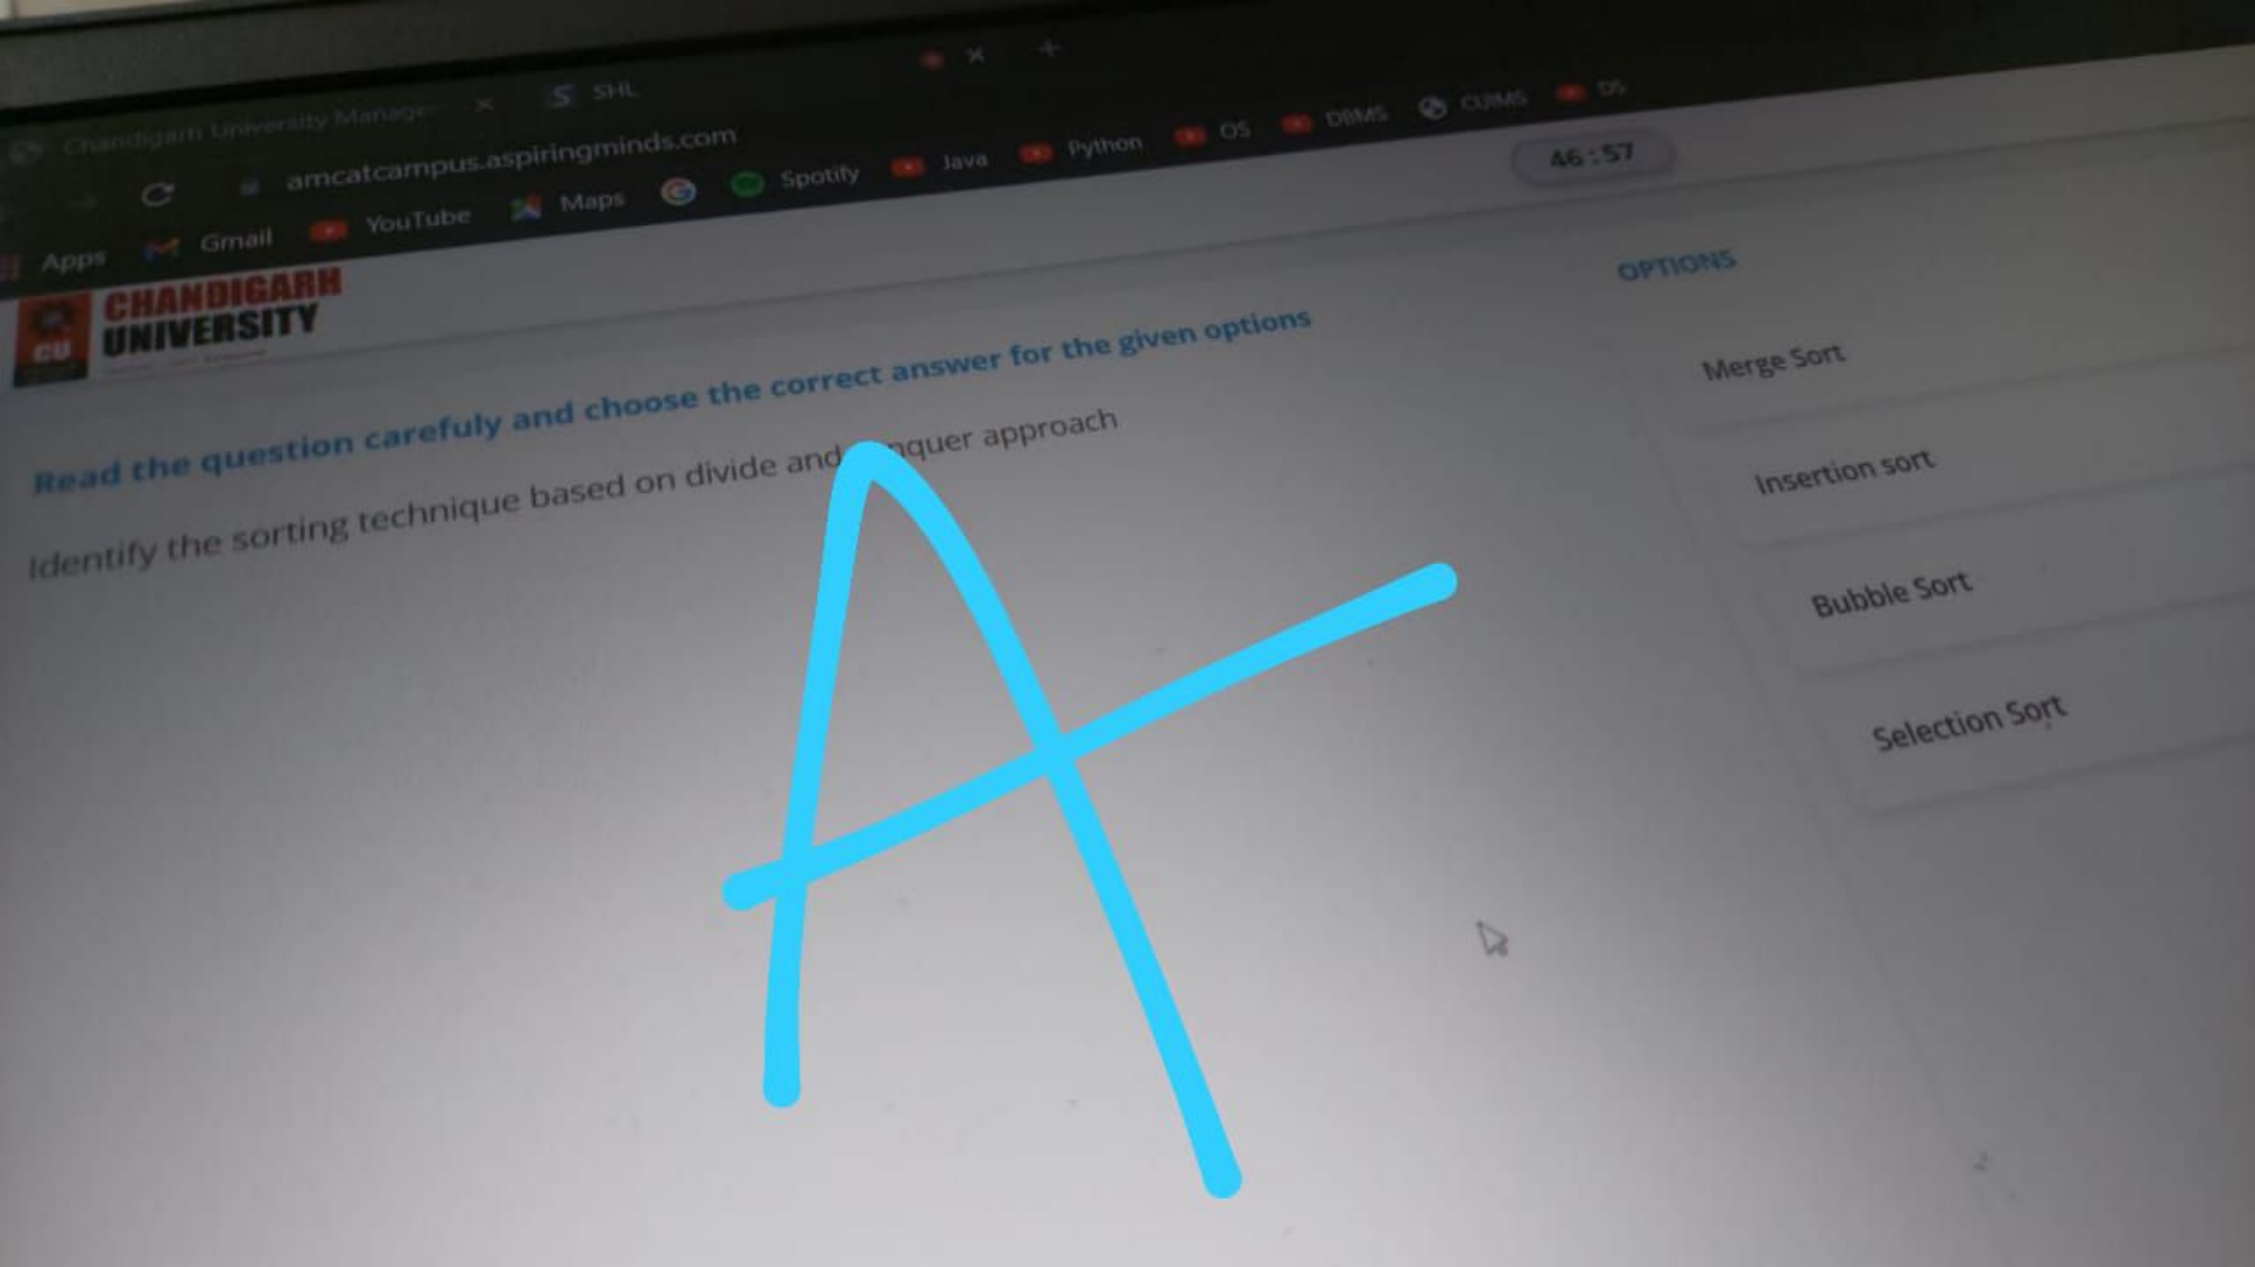 Chandigarh University Manage
SHL
amcatcampus.aspiringminds.com
Apps
Gmail
YouTube
Maps
Spotify
Java
Python
OS
DBMS
CUIMS
DS
CU
CHANDIGARH
UNIVERSITY
46:57
Read the question carefuly and choose the correct answer for the given options
Identify the sorting technique based on divide and nquer approach
A
OPTIONS
Merge Sort
Insertion sort
Bubble Sort
Selection Sort